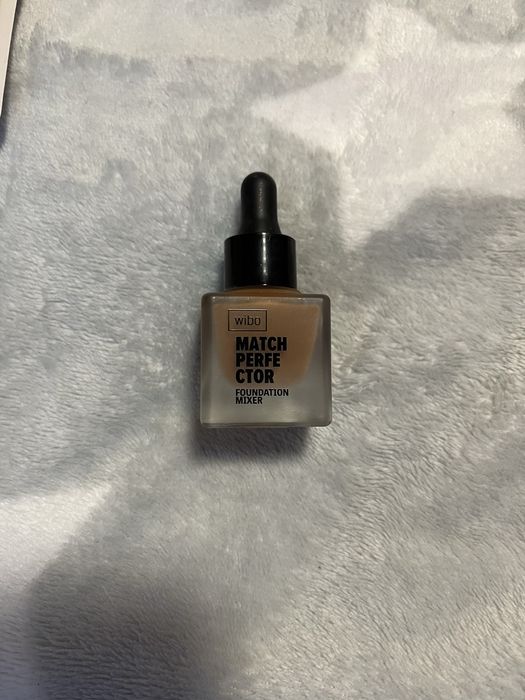 wibo
MATCH
PERFE
CTOR
FOUNDATION
MIXER